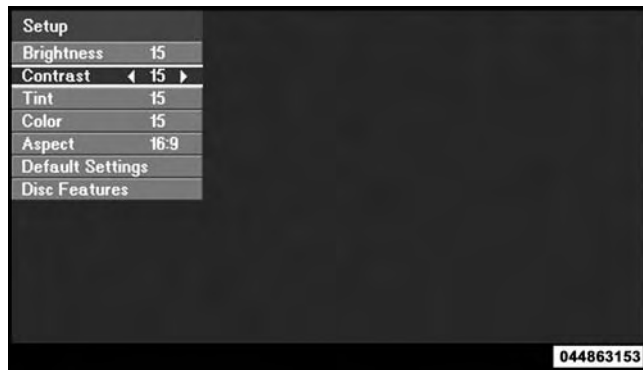 Setup
Brightness 15
Contrast 15
Tint 15
Color 15
Aspect 16:9
Default Settings
Disc Features
044863153